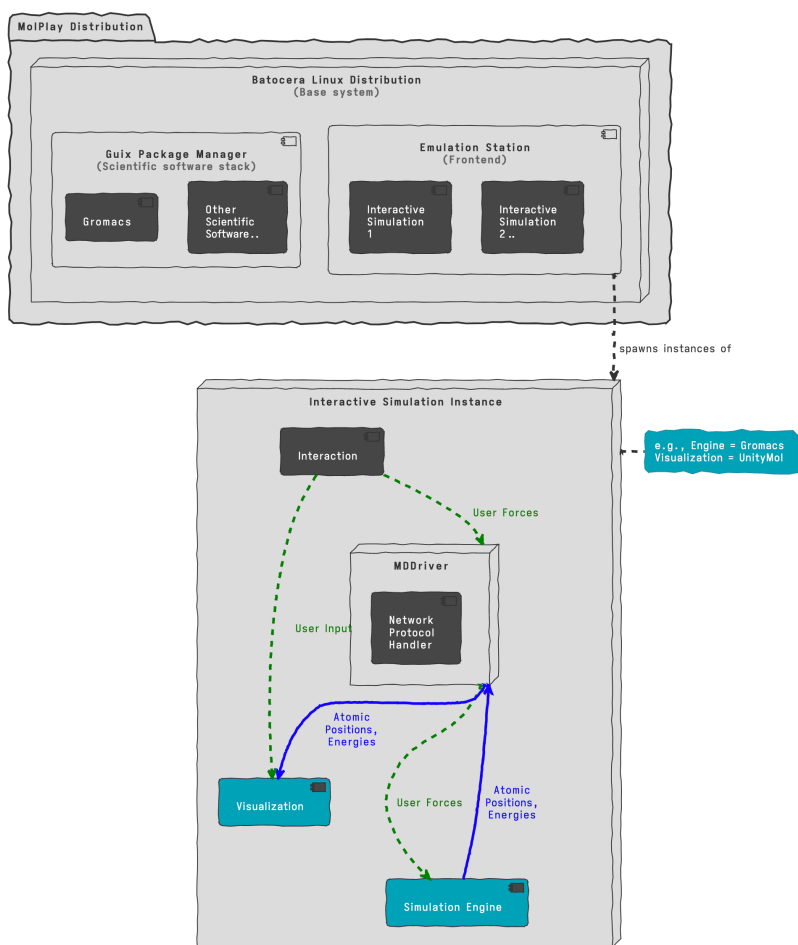 MolPlay Distribution
Batocera Linux Distribution
(Base system)
Guix Package Manager
(Scientific software stack)
Gromacs
Other
Scientific
Software..
Emulation Station
(Frontend)
Interactive
Simulation
1
Interactive
Simulation
2 ..
spawns instances of
Interactive Simulation Instance
e.g., Engine = Gromacs
Visualization = UnityMol
Interaction
User Forces
MDDriver
Network
Protocol
Handler
User Input
Atomic
Positions,
Energies
Visualization
User Forces
Atomic
Positions,
Energies
Simulation Engine